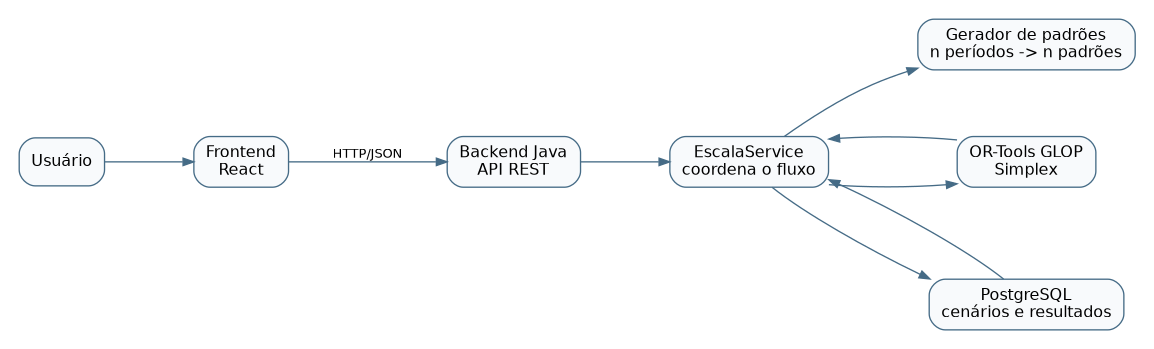 Gerador de padrões
n períodos -> n padrões
Usuário
Frontend
React
HTTP/JSON
Backend Java
API REST
EscalaService
coordena o fluxo
OR-Tools GLOP
Simplex
PostgreSQL
cenários e resultados